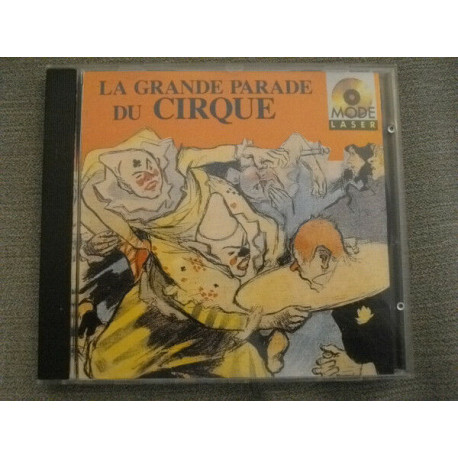 LA GRANDE PARADE
DU CIRQUE
MODE
LASER